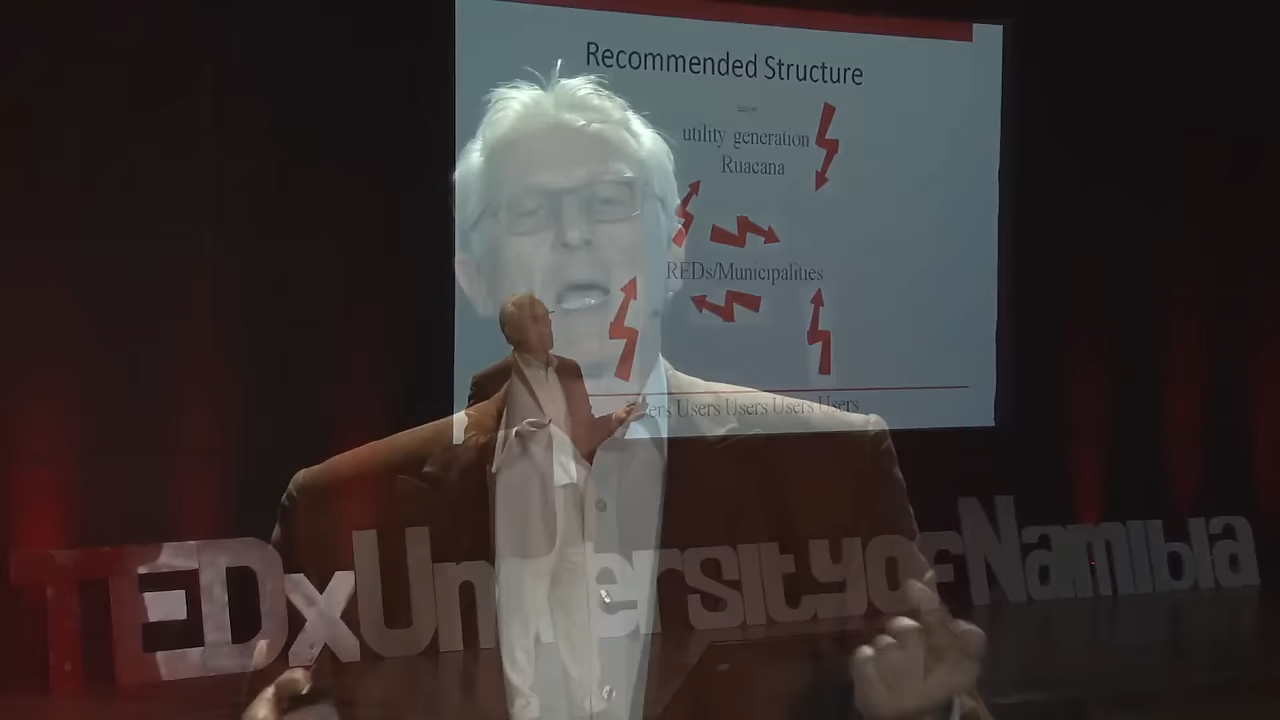 Recommended Structure
utility generation
Ruacana
REDs/Municipalities
Users Users Users Users
TEDxUniversityofNamibia